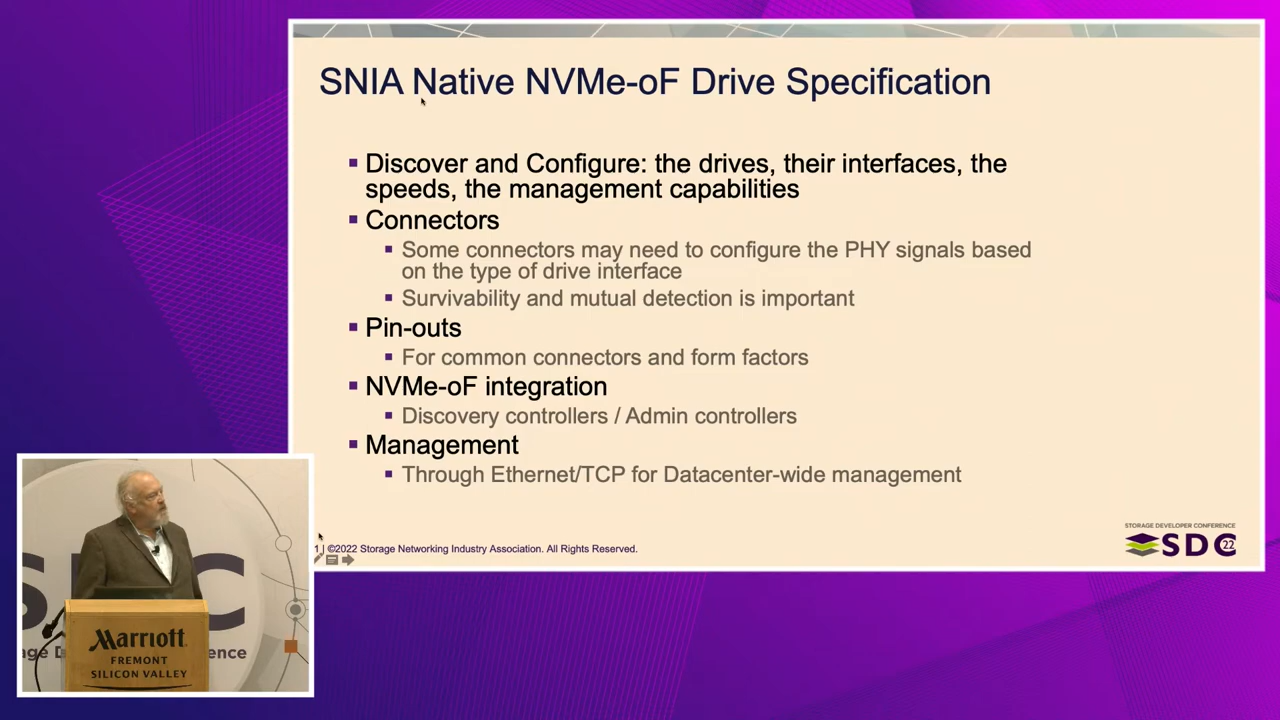 SNIA Native NVMe-oF Drive Specification
▪ Discover and Configure: the drives, their interfaces, the
speeds, the management capabilities
▪ Connectors
▪ Some connectors may need to configure the PHY signals based
on the type of drive interface
▪ Survivability and mutual detection is important
▪ Pin-outs
▪ For common connectors and form factors
▪ NVMe-oF integration
▪ Discovery controllers / Admin controllers
▪ Management
▪ Through Ethernet/TCP for Datacenter-wide management
1 | ©2022 Storage Networking Industry Association. All Rights Reserved.
STORAGE DEVELOPER CONFERENCE
SDC 22
Marriott
FREMONT
SILICON VALLEY